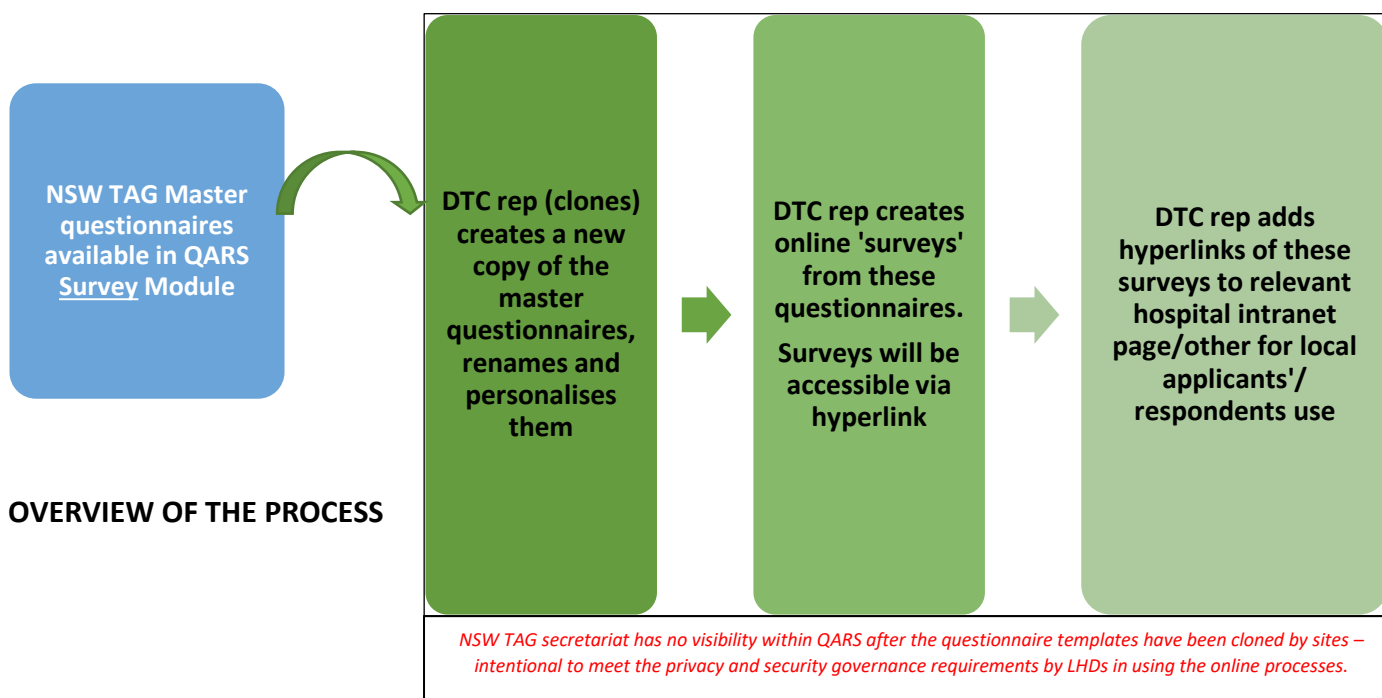 NSW TAG Master
questionnaires
available in QARS
Survey Module
DTC rep (clones)
creates a new
copy of the
master
questionnaires,
renames and
personalises
them
DTC rep creates
online 'surveys'
from these
questionnaires.
Surveys will be
accessible via
hyperlink
DTC rep adds
hyperlinks of these
surveys to relevant
hospital intranet
page/other for local
applicants'/
respondents use
OVERVIEW OF THE PROCESS
NSW TAG secretariat has no visibility within QARS after the questionnaire templates have been cloned by sites –
intentional to meet the privacy and security governance requirements by LHDs in using the online processes.